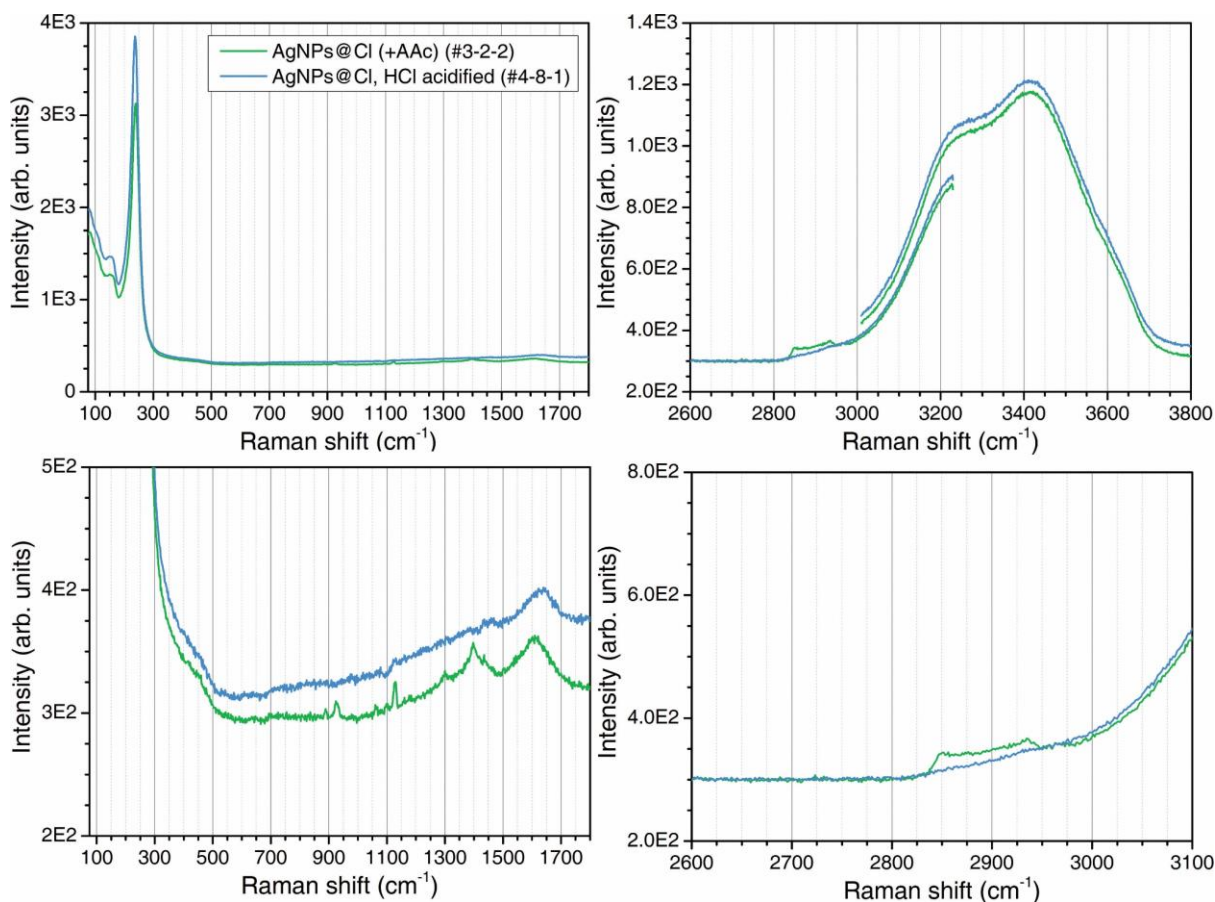 4E3
3E3
2E3
1E3
0
Intensity (arb. units)
AgNPs@Cl (+AAc) (#3-2-2)
AgNPs@Cl, HCl acidified (#4-8-1)
100 300 500 700 900 1100 1300 1500 1700
Raman shift (cm⁻¹)
1.4E3
1.2E3
1.0E3
8.0E2
6.0E2
4.0E2
2.0E2
Intensity (arb. units)
2600 2800 3000 3200 3400 3600 3800
Raman shift (cm⁻¹)
5E2
4E2
3E2
2E2
Intensity (arb. units)
100 300 500 700 900 1100 1300 1500 1700
Raman shift (cm⁻¹)
8.0E2
6.0E2
4.0E2
2.0E2
Intensity (arb. units)
2600 2700 2800 2900 3000 3100
Raman shift (cm⁻¹)